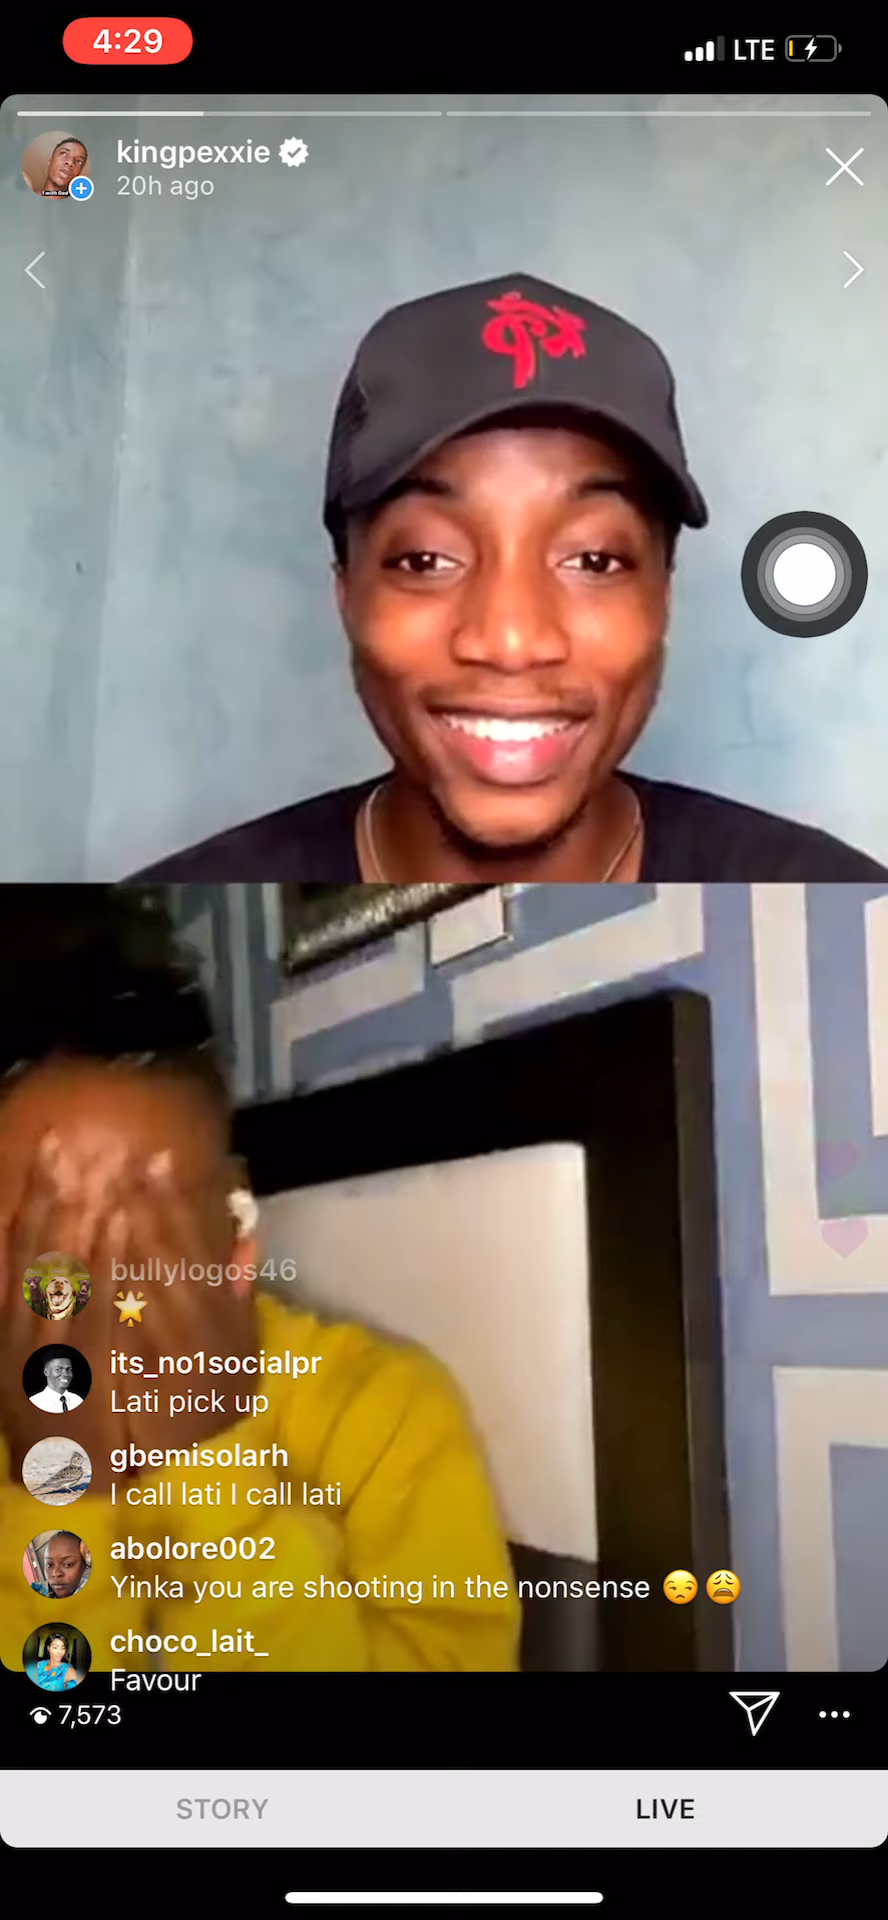 4:29
LTE
kingpexxie
20h ago
bullylogos46
its_no1socialpr
Lati pick up
gbemisolarh
I call lati I call lati
abolore002
Yinka you are shooting in the nonsense 😒😩
choco_lait_
Favour
7,573
STORY
LIVE